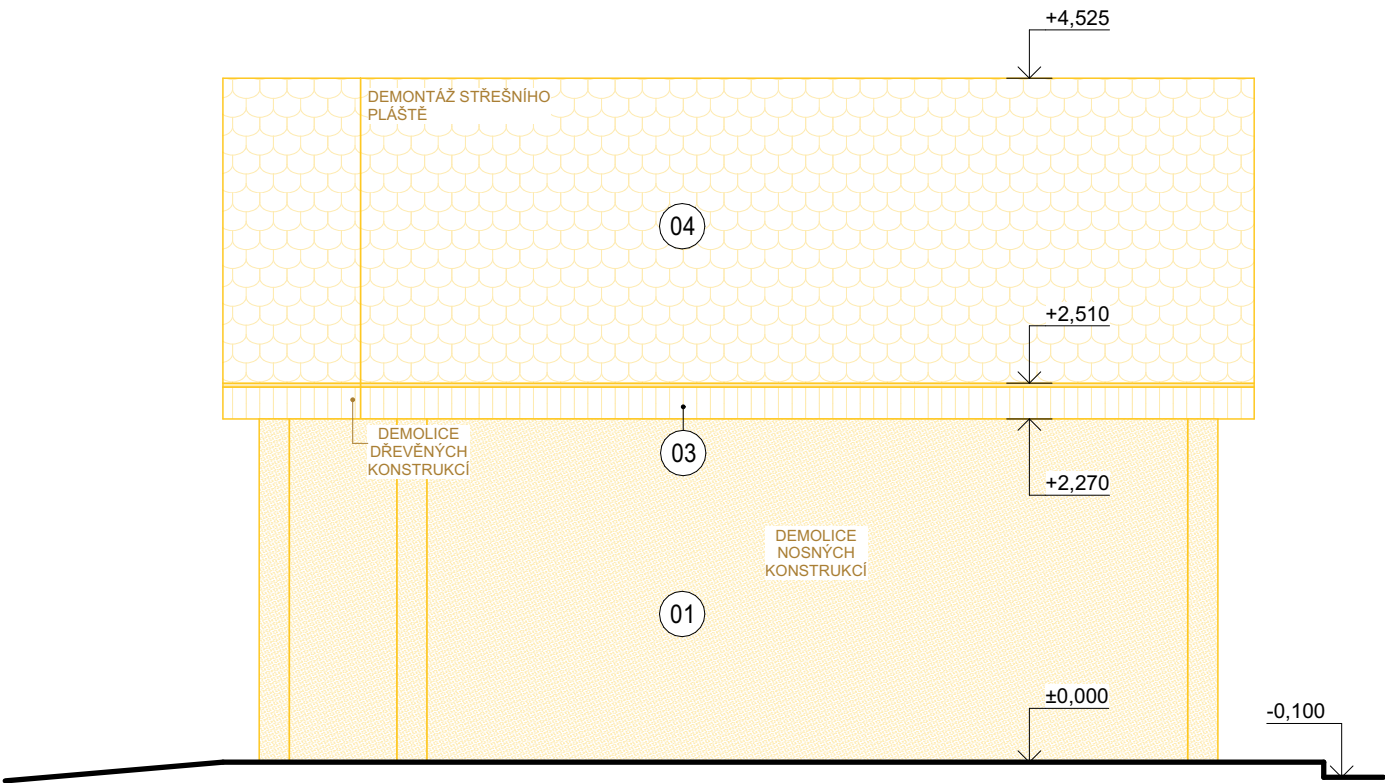 +4,525
DEMONTÁŽ STŘEŠNÍHO
PLÁŠTĚ
04
+2,510
DEMOLICE
DŘEVĚNÝCH
KONSTRUKCÍ
03
+2,270
DEMOLICE
NOSNÝCH
KONSTRUKCÍ
01
±0,000
-0,100